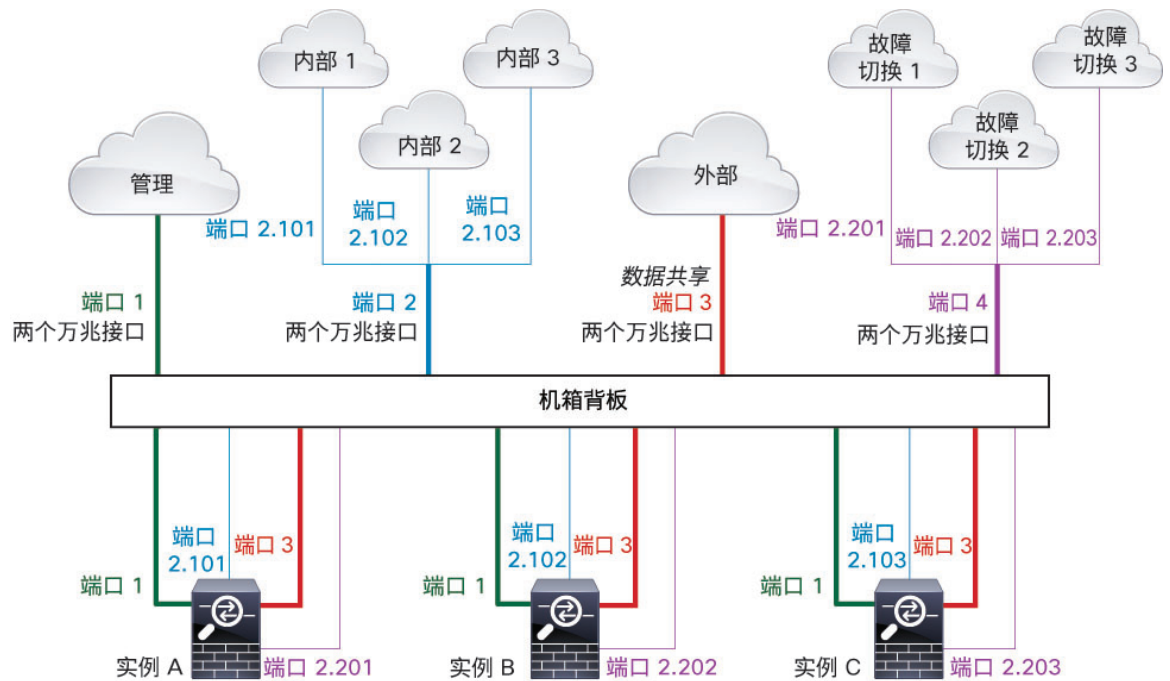 内部 1
内部 3
故障
切换 1
故障
切换 3
内部 2
故障
切换 2
管理
外部
端口 2.101
端口
2.102
端口
2.103
端口 2.201
端口 2.202
端口 2.203
端口 1
两个万兆接口
端口 2
两个万兆接口
数据共享
端口 3
两个万兆接口
端口 4
两个万兆接口
机箱背板
端口
2.101
端口 3
端口 1
实例 A
端口 2.201
端口
2.102
端口 3
端口 1
实例 B
端口 2.202
端口
2.103
端口 3
端口 1
实例 C
端口 2.203